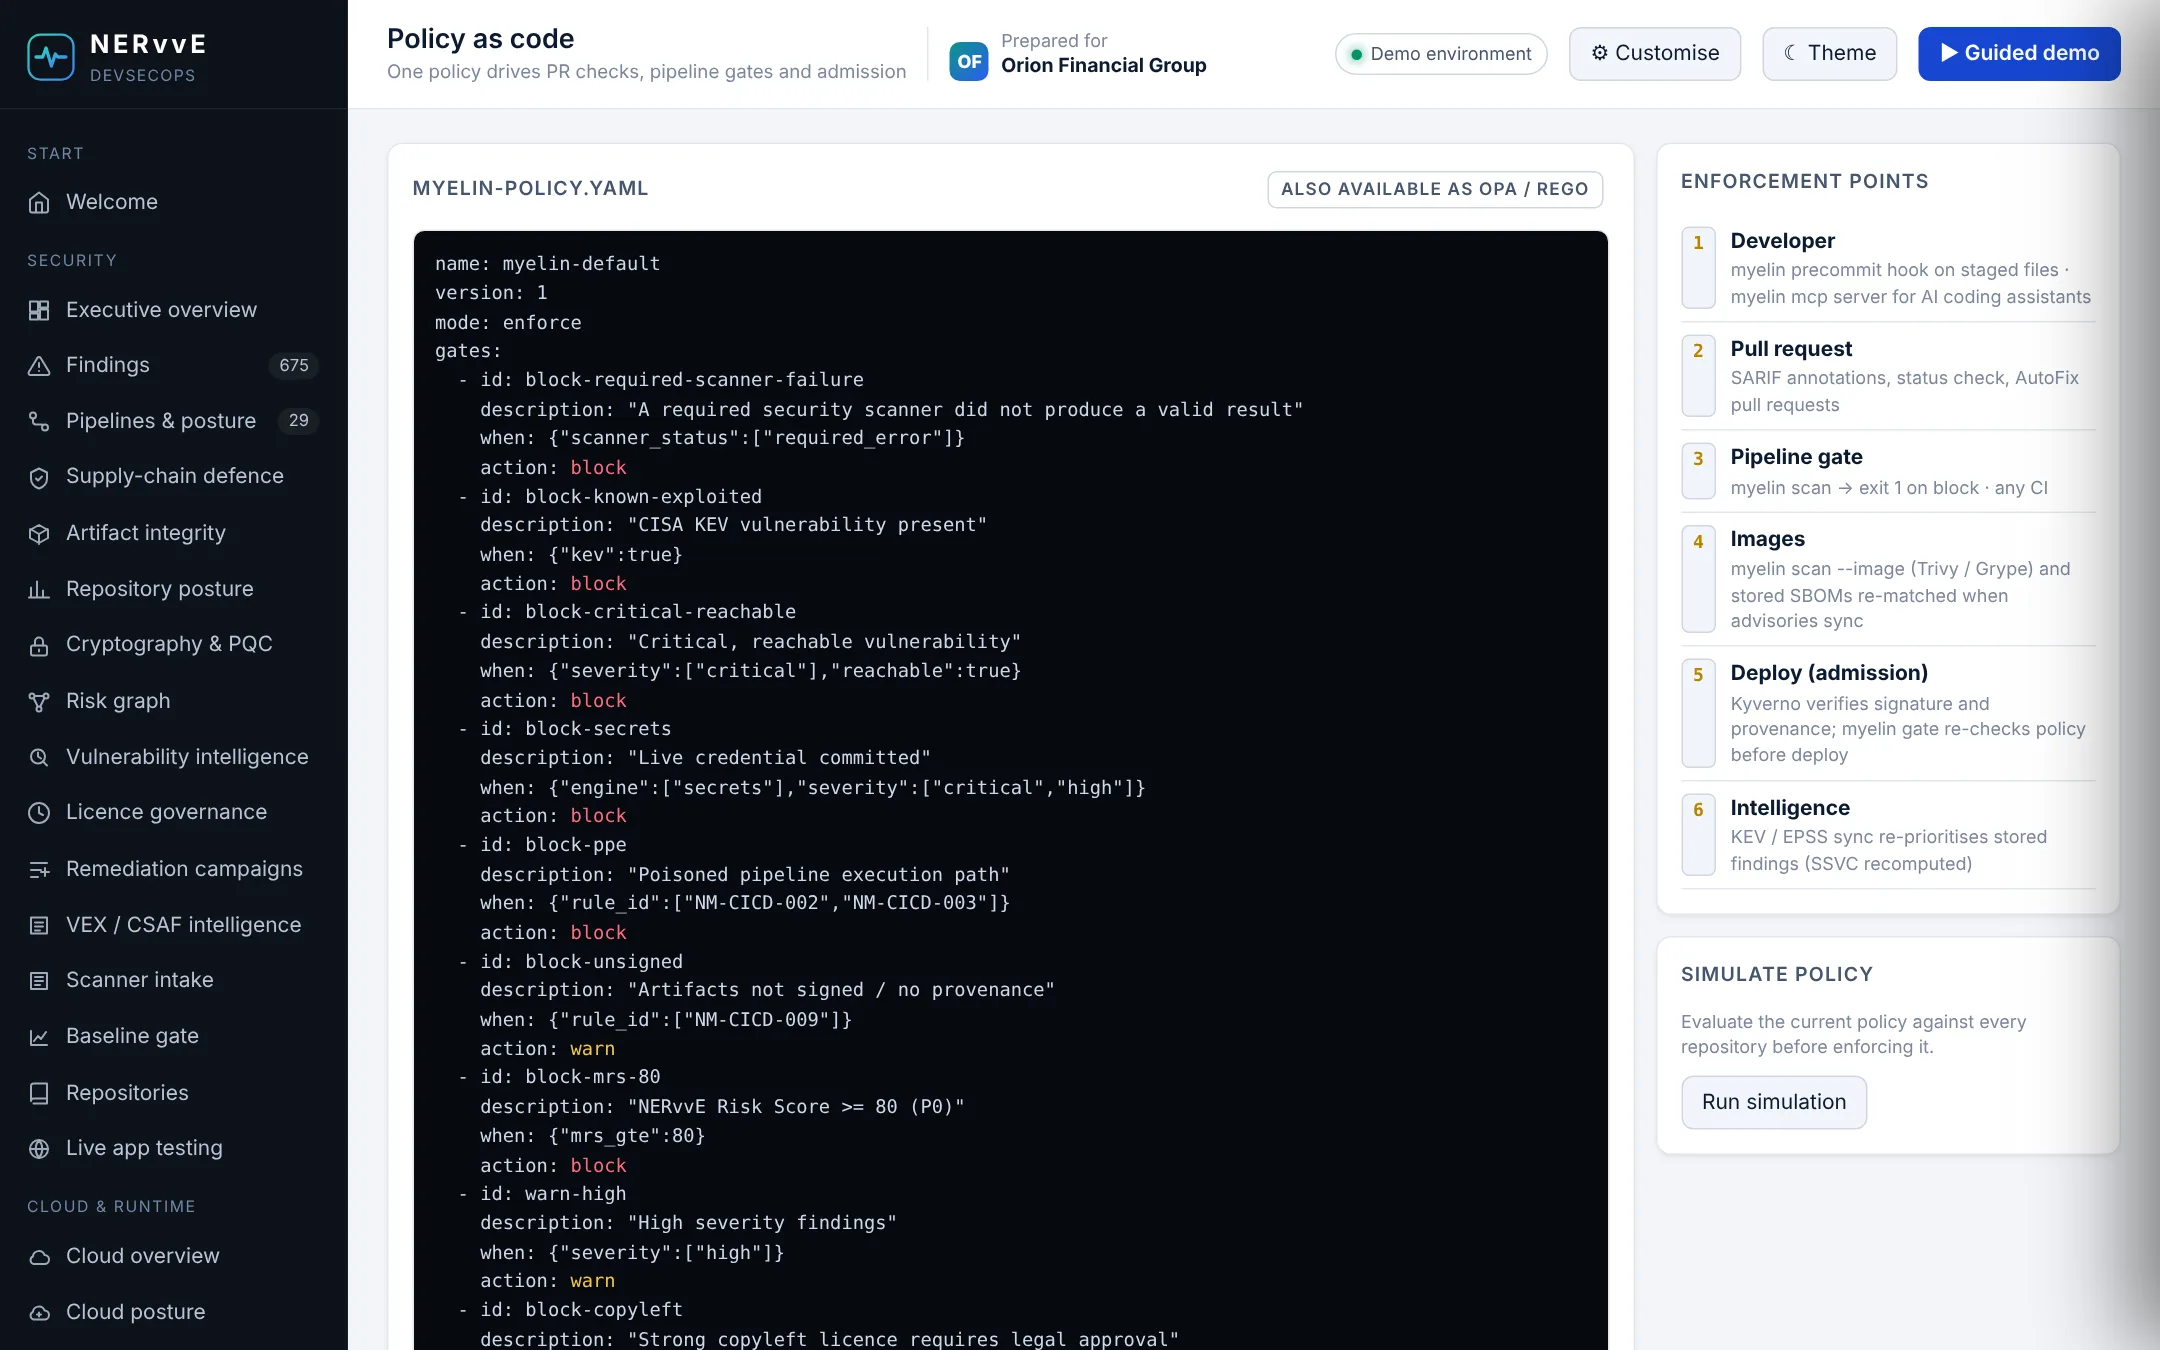 NERvvE
DEVSECOPS
START
Welcome
SECURITY
Executive overview
Findings 675
Pipelines & posture 29
Supply-chain defence
Artifact integrity
Repository posture
Cryptography & PQC
Risk graph
Vulnerability intelligence
Licence governance
Remediation campaigns
VEX / CSAF intelligence
Scanner intake
Baseline gate
Repositories
Live app testing
CLOUD & RUNTIME
Cloud overview
Cloud posture
Policy as code
One policy drives PR checks, pipeline gates and admission
OF
Prepared for
Orion Financial Group
Demo environment
⚙ Customise
☾ Theme
▶ Guided demo
MYELIN-POLICY.YAML
ALSO AVAILABLE AS OPA / REGO
name: myelin-default
version: 1
mode: enforce
gates:
  - id: block-required-scanner-failure
    description: "A required security scanner did not produce a valid result"
    when: {"scanner_status":["required_error"]}
    action: block
  - id: block-known-exploited
    description: "CISA KEV vulnerability present"
    when: {"kev":true}
    action: block
  - id: block-critical-reachable
    description: "Critical, reachable vulnerability"
    when: {"severity":["critical"],"reachable":true}
    action: block
  - id: block-secrets
    description: "Live credential committed"
    when: {"engine":["secrets"],"severity":["critical","high"]}
    action: block
  - id: block-ppe
    description: "Poisoned pipeline execution path"
    when: {"rule_id":["NM-CICD-002","NM-CICD-003"]}
    action: block
  - id: block-unsigned
    description: "Artifacts not signed / no provenance"
    when: {"rule_id":["NM-CICD-009"]}
    action: warn
  - id: block-mrs-80
    description: "NERvvE Risk Score >= 80 (P0)"
    when: {"mrs_gte":80}
    action: block
  - id: warn-high
    description: "High severity findings"
    when: {"severity":["high"]}
    action: warn
  - id: block-copyleft
    description: "Strong copyleft licence requires legal approval"
ENFORCEMENT POINTS
1
Developer
myelin precommit hook on staged files ·
myelin mcp server for AI coding assistants
2
Pull request
SARIF annotations, status check, AutoFix
pull requests
3
Pipeline gate
myelin scan → exit 1 on block · any CI
4
Images
myelin scan --image (Trivy / Grype) and
stored SBOMs re-matched when
advisories sync
5
Deploy (admission)
Kyverno verifies signature and
provenance; myelin gate re-checks policy
before deploy
6
Intelligence
KEV / EPSS sync re-prioritises stored
findings (SSVC recomputed)
SIMULATE POLICY
Evaluate the current policy against every
repository before enforcing it.
Run simulation